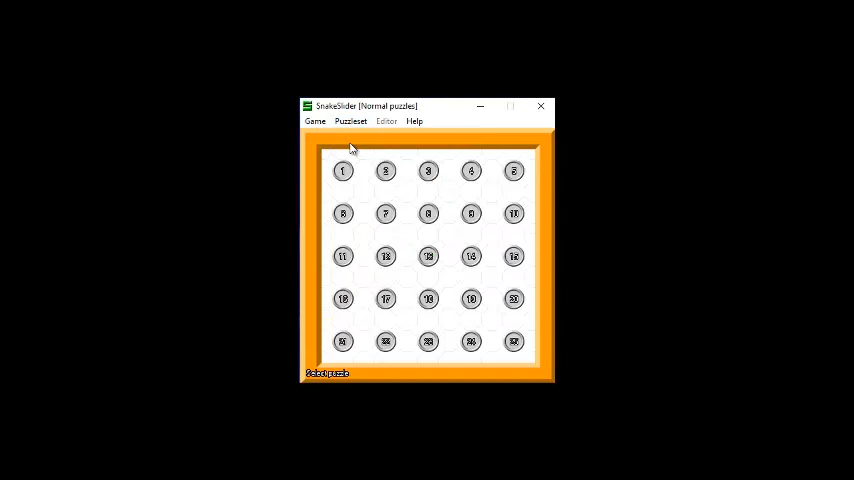 SnakeSlider [Normal puzzles]
Game Puzzleset Editor Help
1 2 3 4 5
6 7 8 9 10
11 12 13 14 15
16 17 18 19 20
21 22 23 24 25
Select puzzle